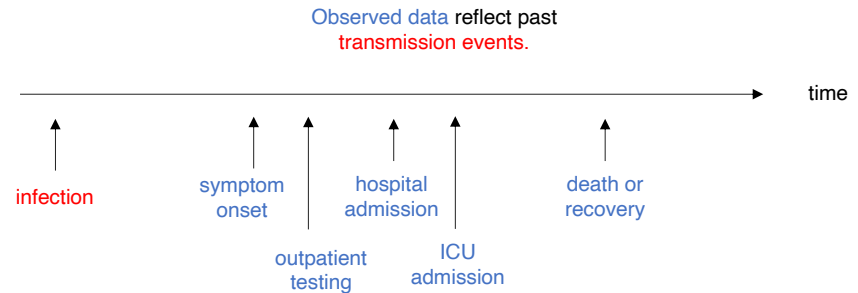 Observed data reflect past
transmission events.
time
infection
symptom
onset
outpatient
testing
hospital
admission
ICU
admission
death or
recovery